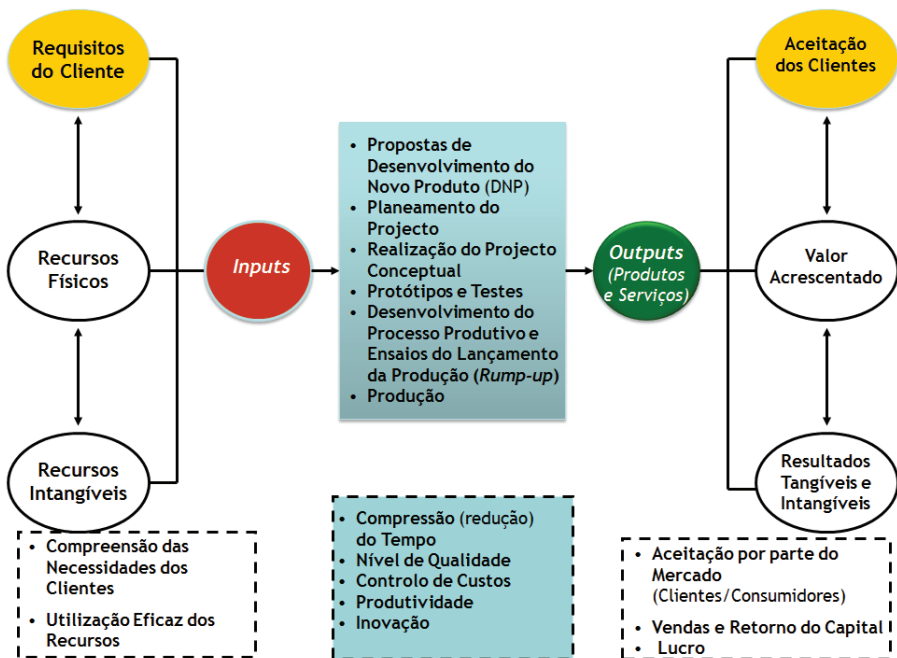 Requisitos
do Cliente
Recursos
Físicos
Recursos
Intangíveis
Inputs
• Propostas de
Desenvolvimento do
Novo Produto (DNP)
• Planeamento do
Projecto
• Realização do Projecto
Conceptual
• Protótipos e Testes
• Desenvolvimento do
Processo Produtivo e
Ensaios do Lançamento
da Produção (Rump-up)
• Produção
Outputs
(Produtos
e Serviços)
Aceitação
dos Clientes
Valor
Acrescentado
Resultados
Tangíveis e
Intangíveis
• Compreensão das
Necessidades dos
Clientes
• Utilização Eficaz dos
Recursos
• Compressão (redução)
do Tempo
• Nível de Qualidade
• Controlo de Custos
• Produtividade
• Inovação
• Aceitação por parte do
Mercado
(Clientes/Consumidores)
• Vendas e Retorno do Capital
• Lucro